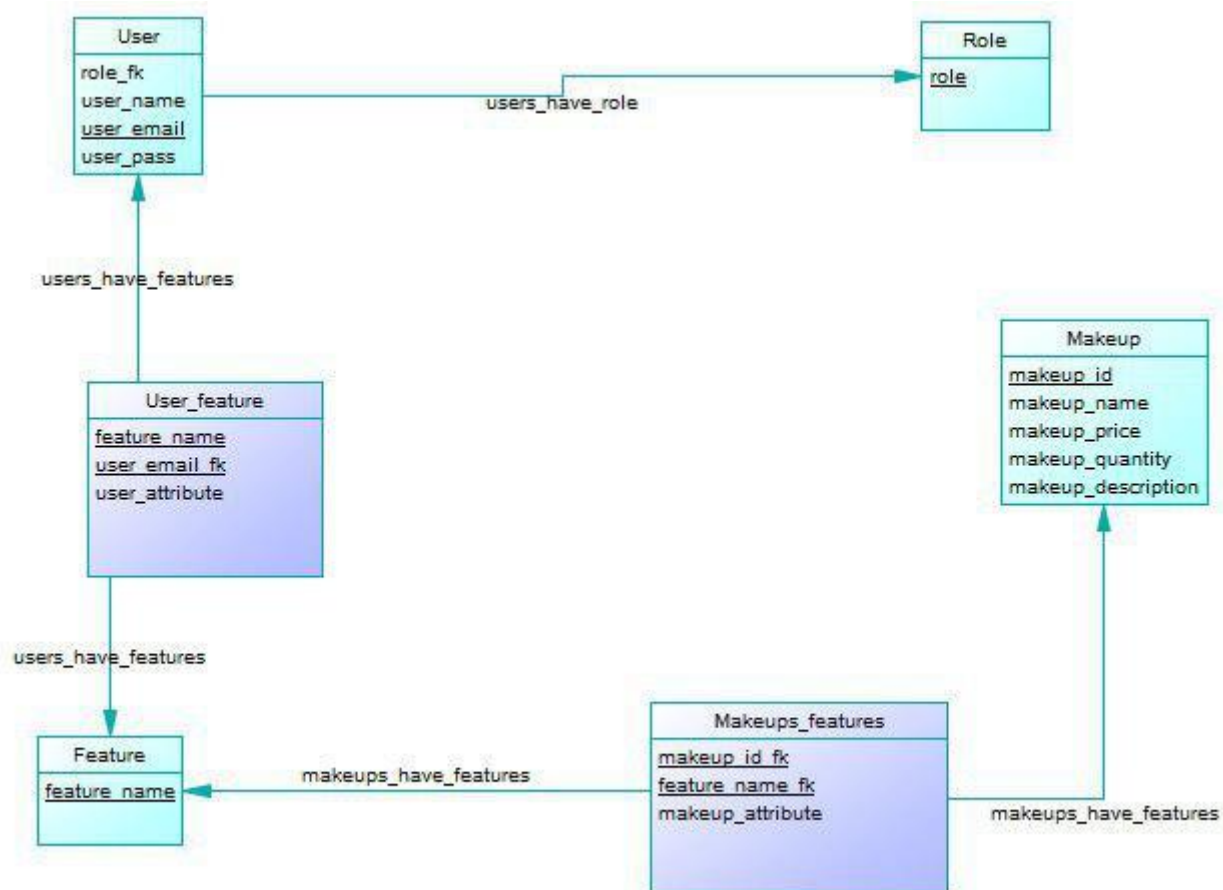 User
role_fk
user_name
user_email
user_pass
Role
role
users_have_role
users_have_features
User_feature
feature_name
user_email_fk
user_attribute
Makeup
makeup_id
makeup_name
makeup_price
makeup_quantity
makeup_description
users_have_features
Feature
feature_name
makeups_have_features
Makeups_features
makeup_id_fk
feature_name_fk
makeup_attribute
makeups_have_features